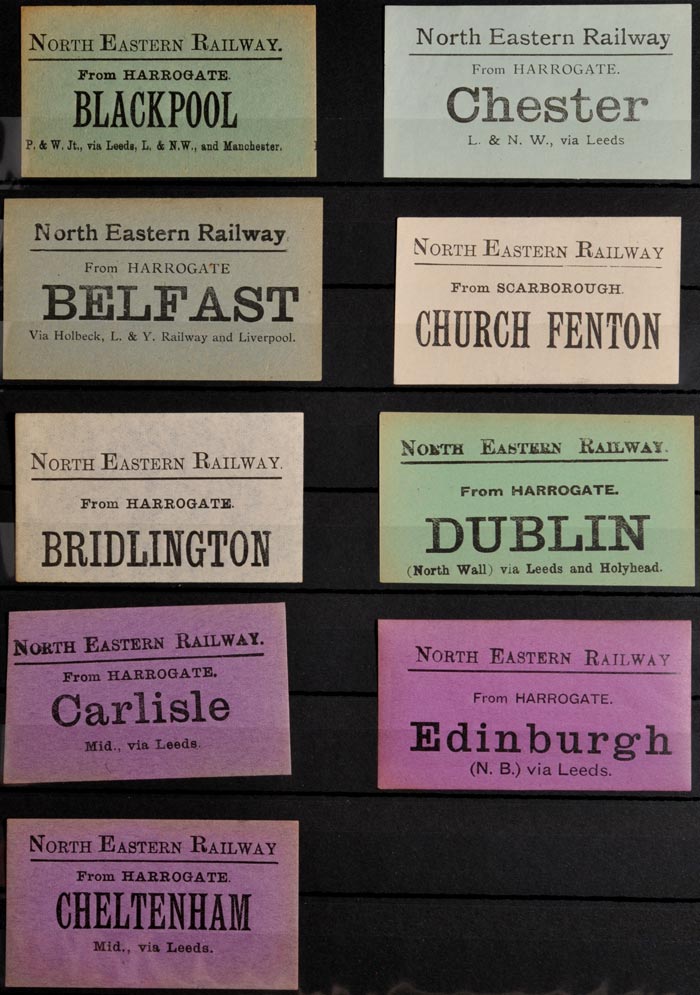 NORTH EASTERN RAILWAY.
From HARROGATE.
BLACKPOOL
P. & W. Jt., via Leeds, L. & N.W., and Manchester.
North Eastern Railway
From HARROGATE.
Chester
L. & N. W., via Leeds
North Eastern Railway.
From HARROGATE
BELFAST
Via Holbeck, L. & Y. Railway and Liverpool.
NORTH EASTERN RAILWAY
From SCARBOROUGH.
CHURCH FENTON
NORTH EASTERN RAILWAY.
From HARROGATE.
BRIDLINGTON
NORTH EASTERN RAILWAY.
From HARROGATE.
DUBLIN
(North Wall) via Leeds and Holyhead.
NORTH EASTERN RAILWAY.
From HARROGATE.
Carlisle
Mid., via Leeds.
NORTH EASTERN RAILWAY
From HARROGATE.
Edinburgh
(N. B.) via Leeds.
NORTH EASTERN RAILWAY
From HARROGATE.
CHELTENHAM
Mid., via Leeds.